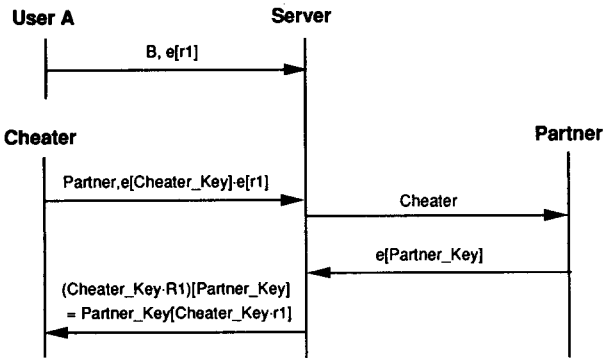 User A
Server
B, e[r1]
Cheater
Partner
Partner,e[Cheater_Key]·e[r1]
Cheater
e[Partner_Key]
(Cheater_Key·R1)[Partner_Key]
= Partner_Key[Cheater_Key·r1]